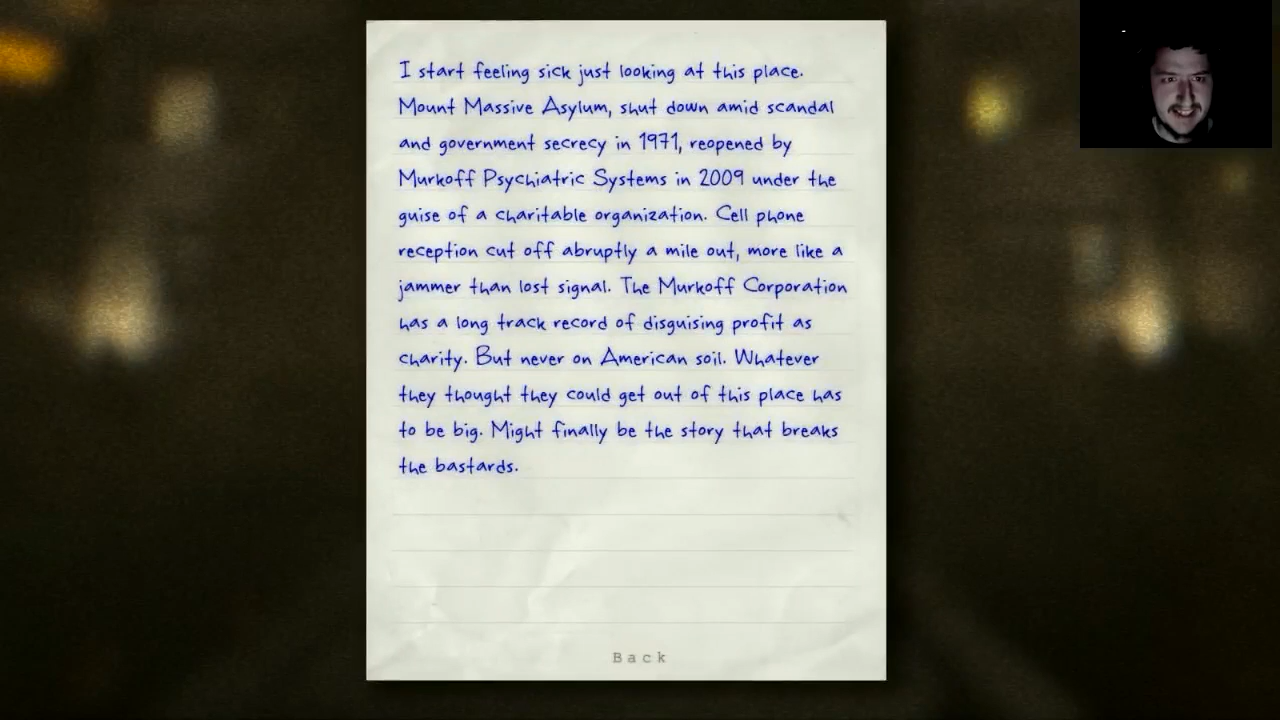 I start feeling sick just looking at this place.
Mount Massive Asylum, shut down amid scandal
and government secrecy in 1971, reopened by
Murkoff Psychiatric Systems in 2009 under the
guise of a charitable organization. Cell phone
reception cut off abruptly a mile out, more like a
jammer than lost signal. The Murkoff Corporation
has a long track record of disguising profit as
charity. But never on American soil. Whatever
they thought they could get out of this place has
to be big. Might finally be the story that breaks
the bastards.
Back